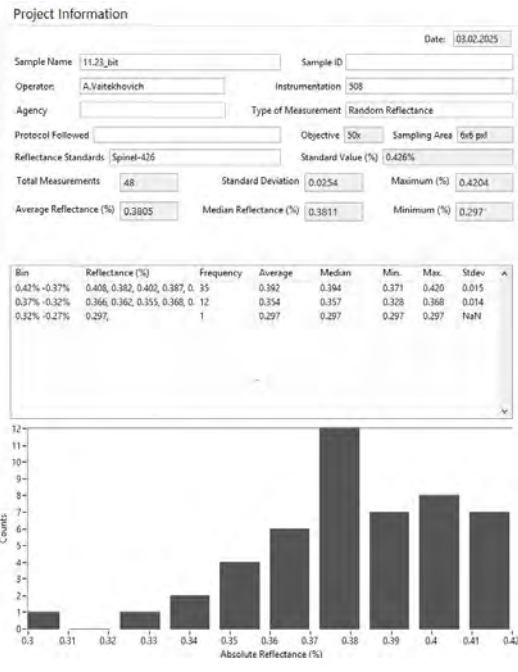 Project Information
Date: 03.02.2025
Sample Name 11.23_bit Sample ID
Operator: A.Vaitekhovich Instrumentation 508
Agency Type of Measurement Random Reflectance
Protocol Followed Objective 50x Sampling Area 6x6 pxl
Reflectance Standards Spinel-426 Standard Value (%) 0.426%
Total Measurements 48 Standard Deviation 0.0254 Maximum (%) 0.4204
Average Reflectance (%) 0.3805 Median Reflectance (%) 0.3811 Minimum (%) 0.297
Bin Reflectance (%) Frequency Average Median Min. Max. Stdev
0.42% -0.37% 0.408, 0.382, 0.402, 0.387, 0. 35 0.392 0.394 0.371 0.420 0.015
0.37% -0.32% 0.366, 0.362, 0.355, 0.368, 0. 12 0.354 0.357 0.328 0.368 0.014
0.32% -0.27% 0.297, 1 0.297 0.297 0.297 0.297 NaN
12
11
10
9
8
7
6
5
4
3
2
1
0
Counts
0.3 0.31 0.32 0.33 0.34 0.35 0.36 0.37 0.38 0.39 0.4 0.41 0.42
Absolute Reflectance (%)